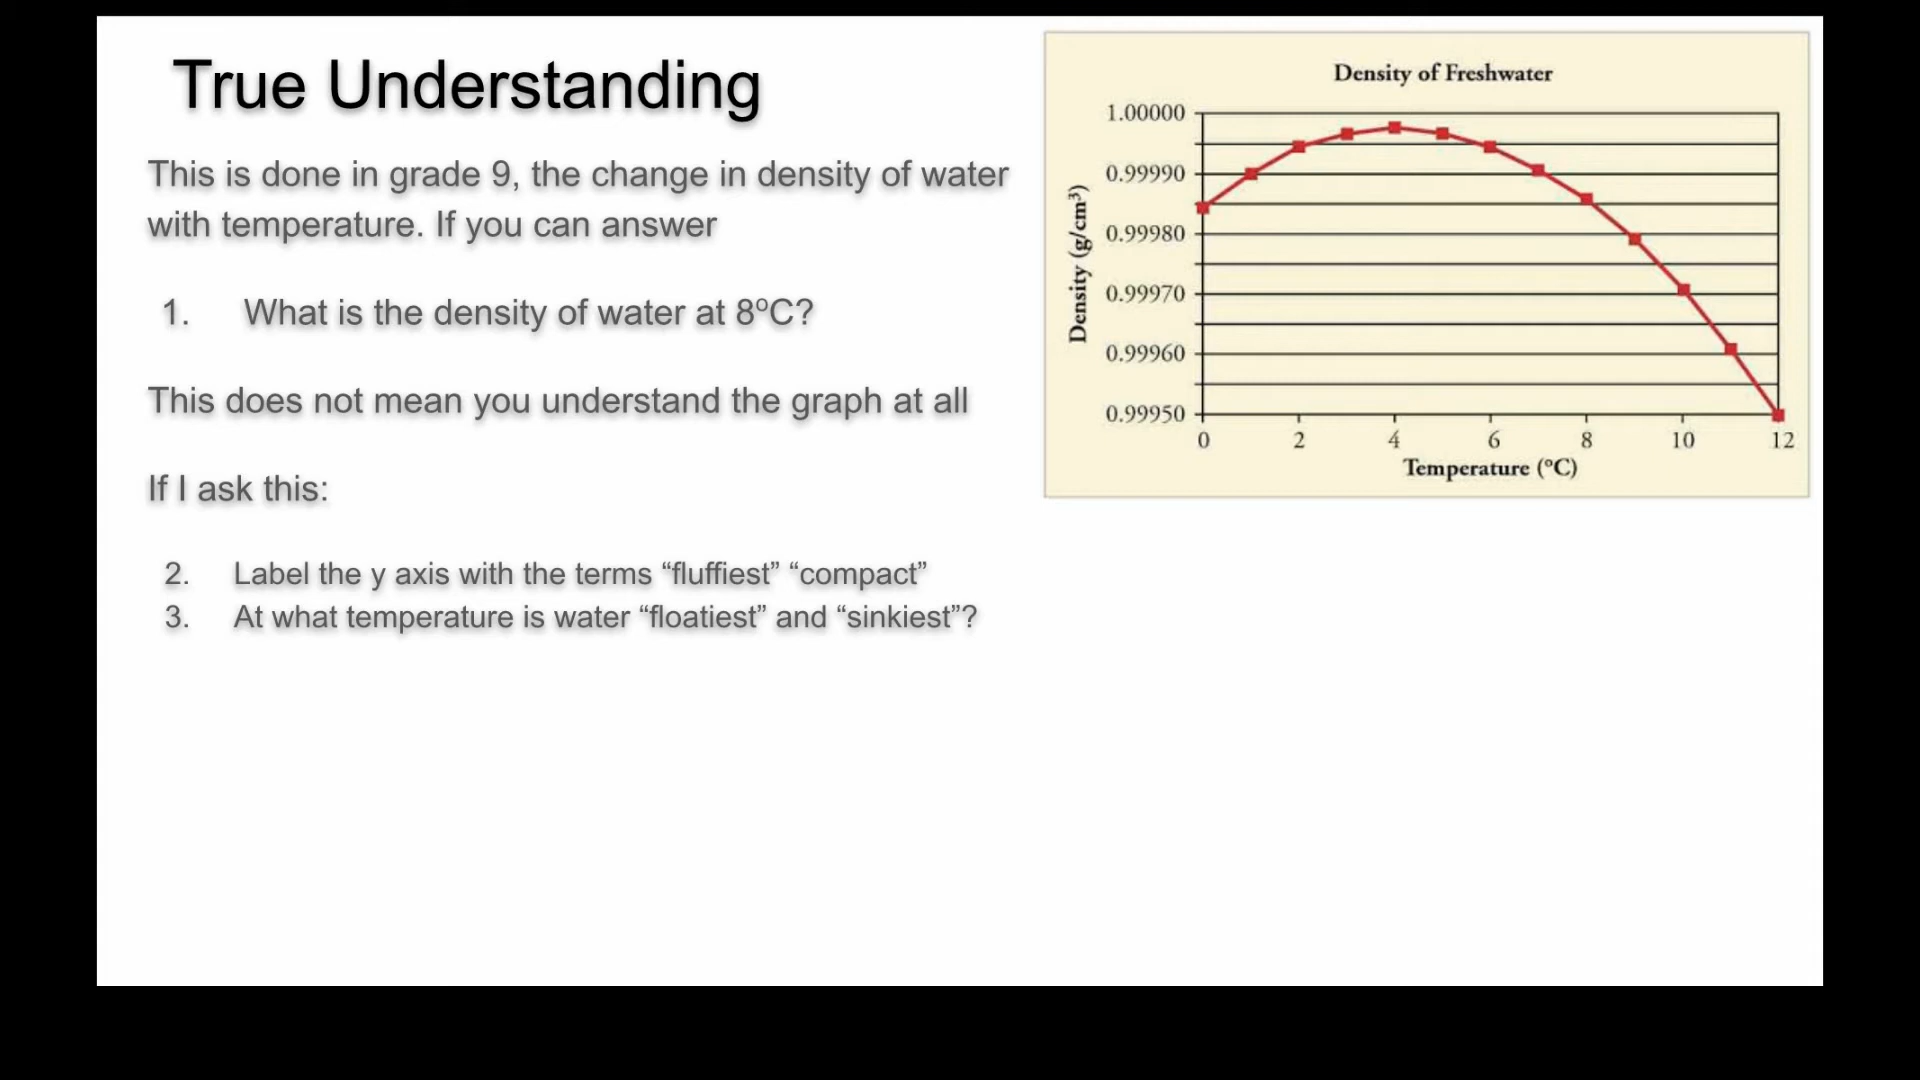 True Understanding
This is done in grade 9, the change in density of water
with temperature. If you can answer
1. What is the density of water at 8ºC?
This does not mean you understand the graph at all
If I ask this:
2. Label the y axis with the terms “fluffiest” “compact”
3. At what temperature is water “floatiest” and “sinkiest”?
Density of Freshwater
Density (g/cm³)
1.00000
0.99990
0.99980
0.99970
0.99960
0.99950
0 2 4 6 8 10 12
Temperature (ºC)